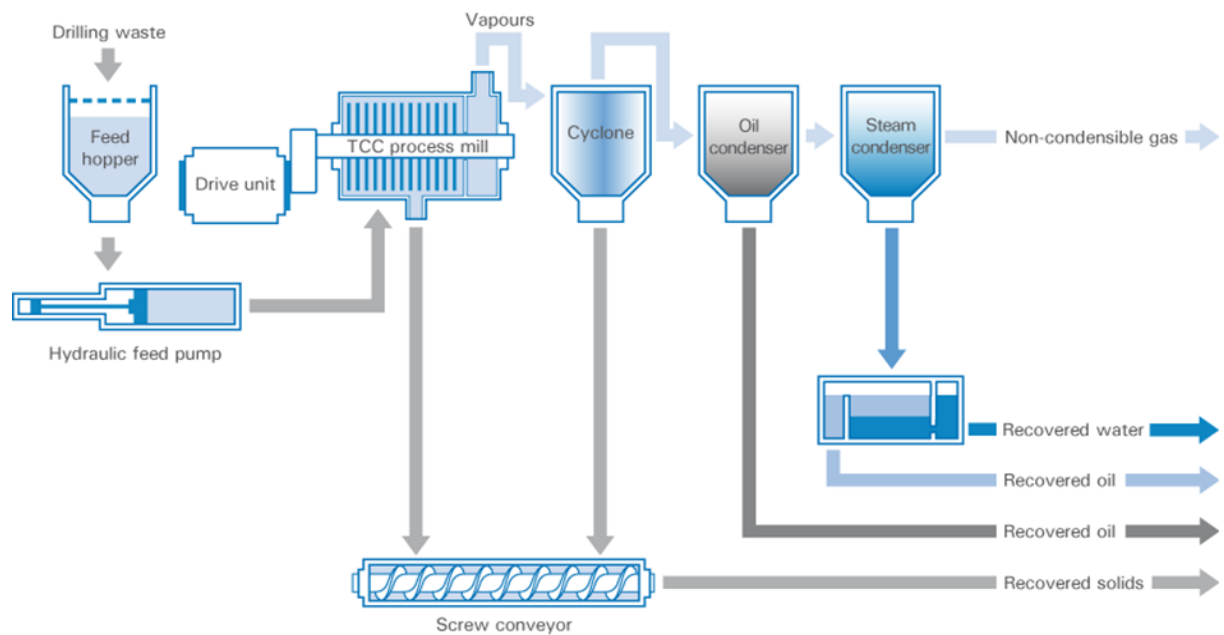 Drilling waste
Vapours
Feed
hopper
Drive unit
TCC process mill
Cyclone
Oil
condenser
Steam
condenser
Non-condensible gas
Hydraulic feed pump
Recovered water
Recovered oil
Recovered oil
Recovered solids
Screw conveyor